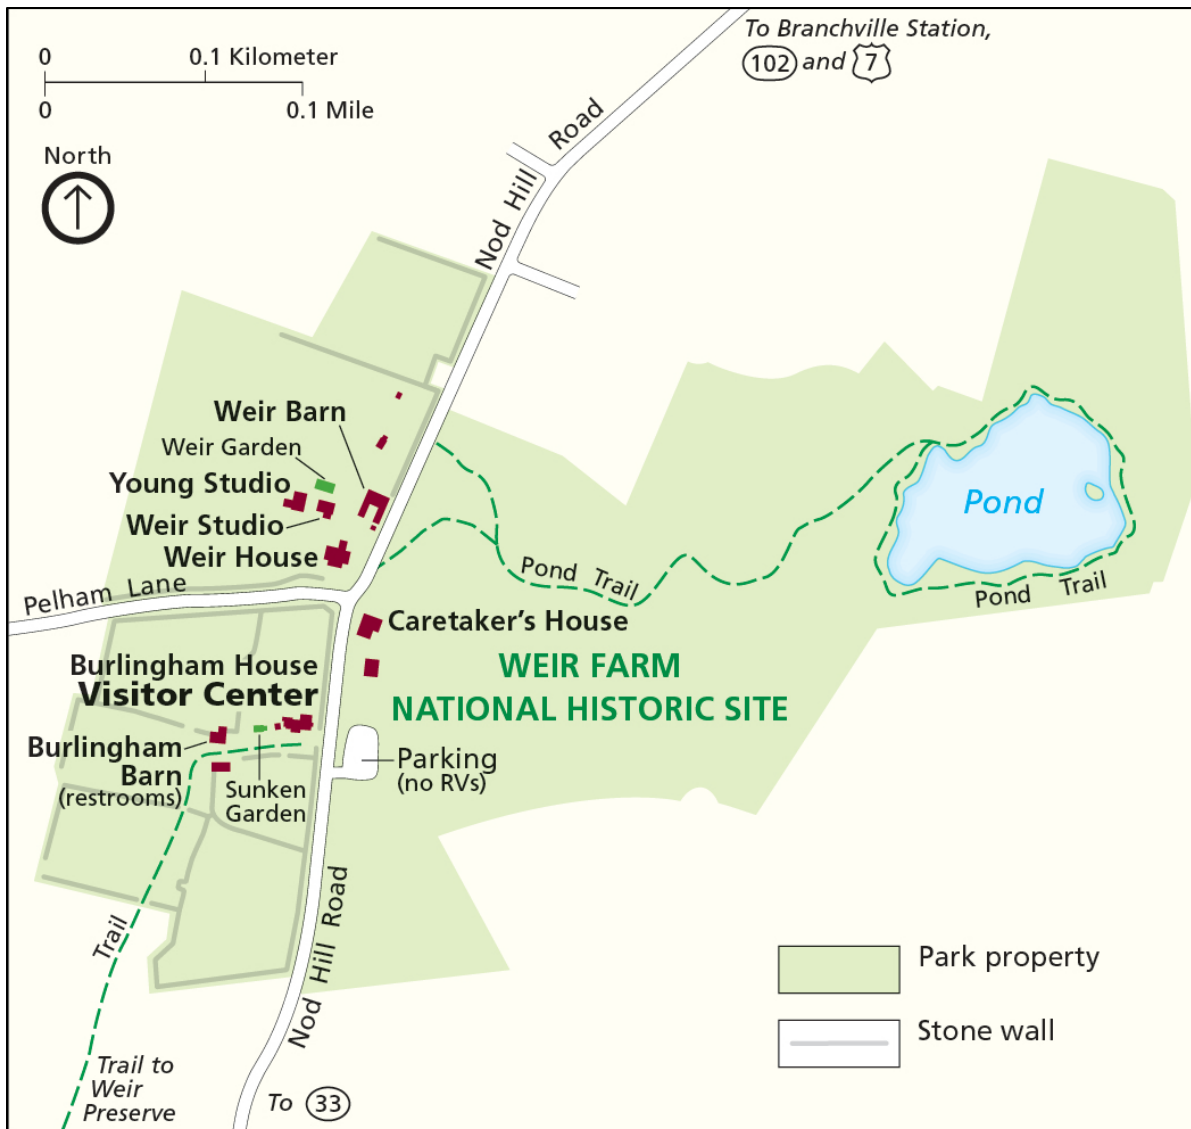 0 0.1 Kilometer
0 0.1 Mile
North
To Branchville Station,
102 and 7
Nod Hill Road
Weir Barn
Weir Garden
Young Studio
Weir Studio
Weir House
Pond
Pond Trail
Pond Trail
Pelham Lane
Caretaker's House
Burlingham House
Visitor Center
WEIR FARM
NATIONAL HISTORIC SITE
Burlingham
Barn
(restrooms)
Sunken
Garden
Parking
(no RVs)
Nod Hill Road
Trail
Park property
Stone wall
Trail to
Weir
Preserve
To 33